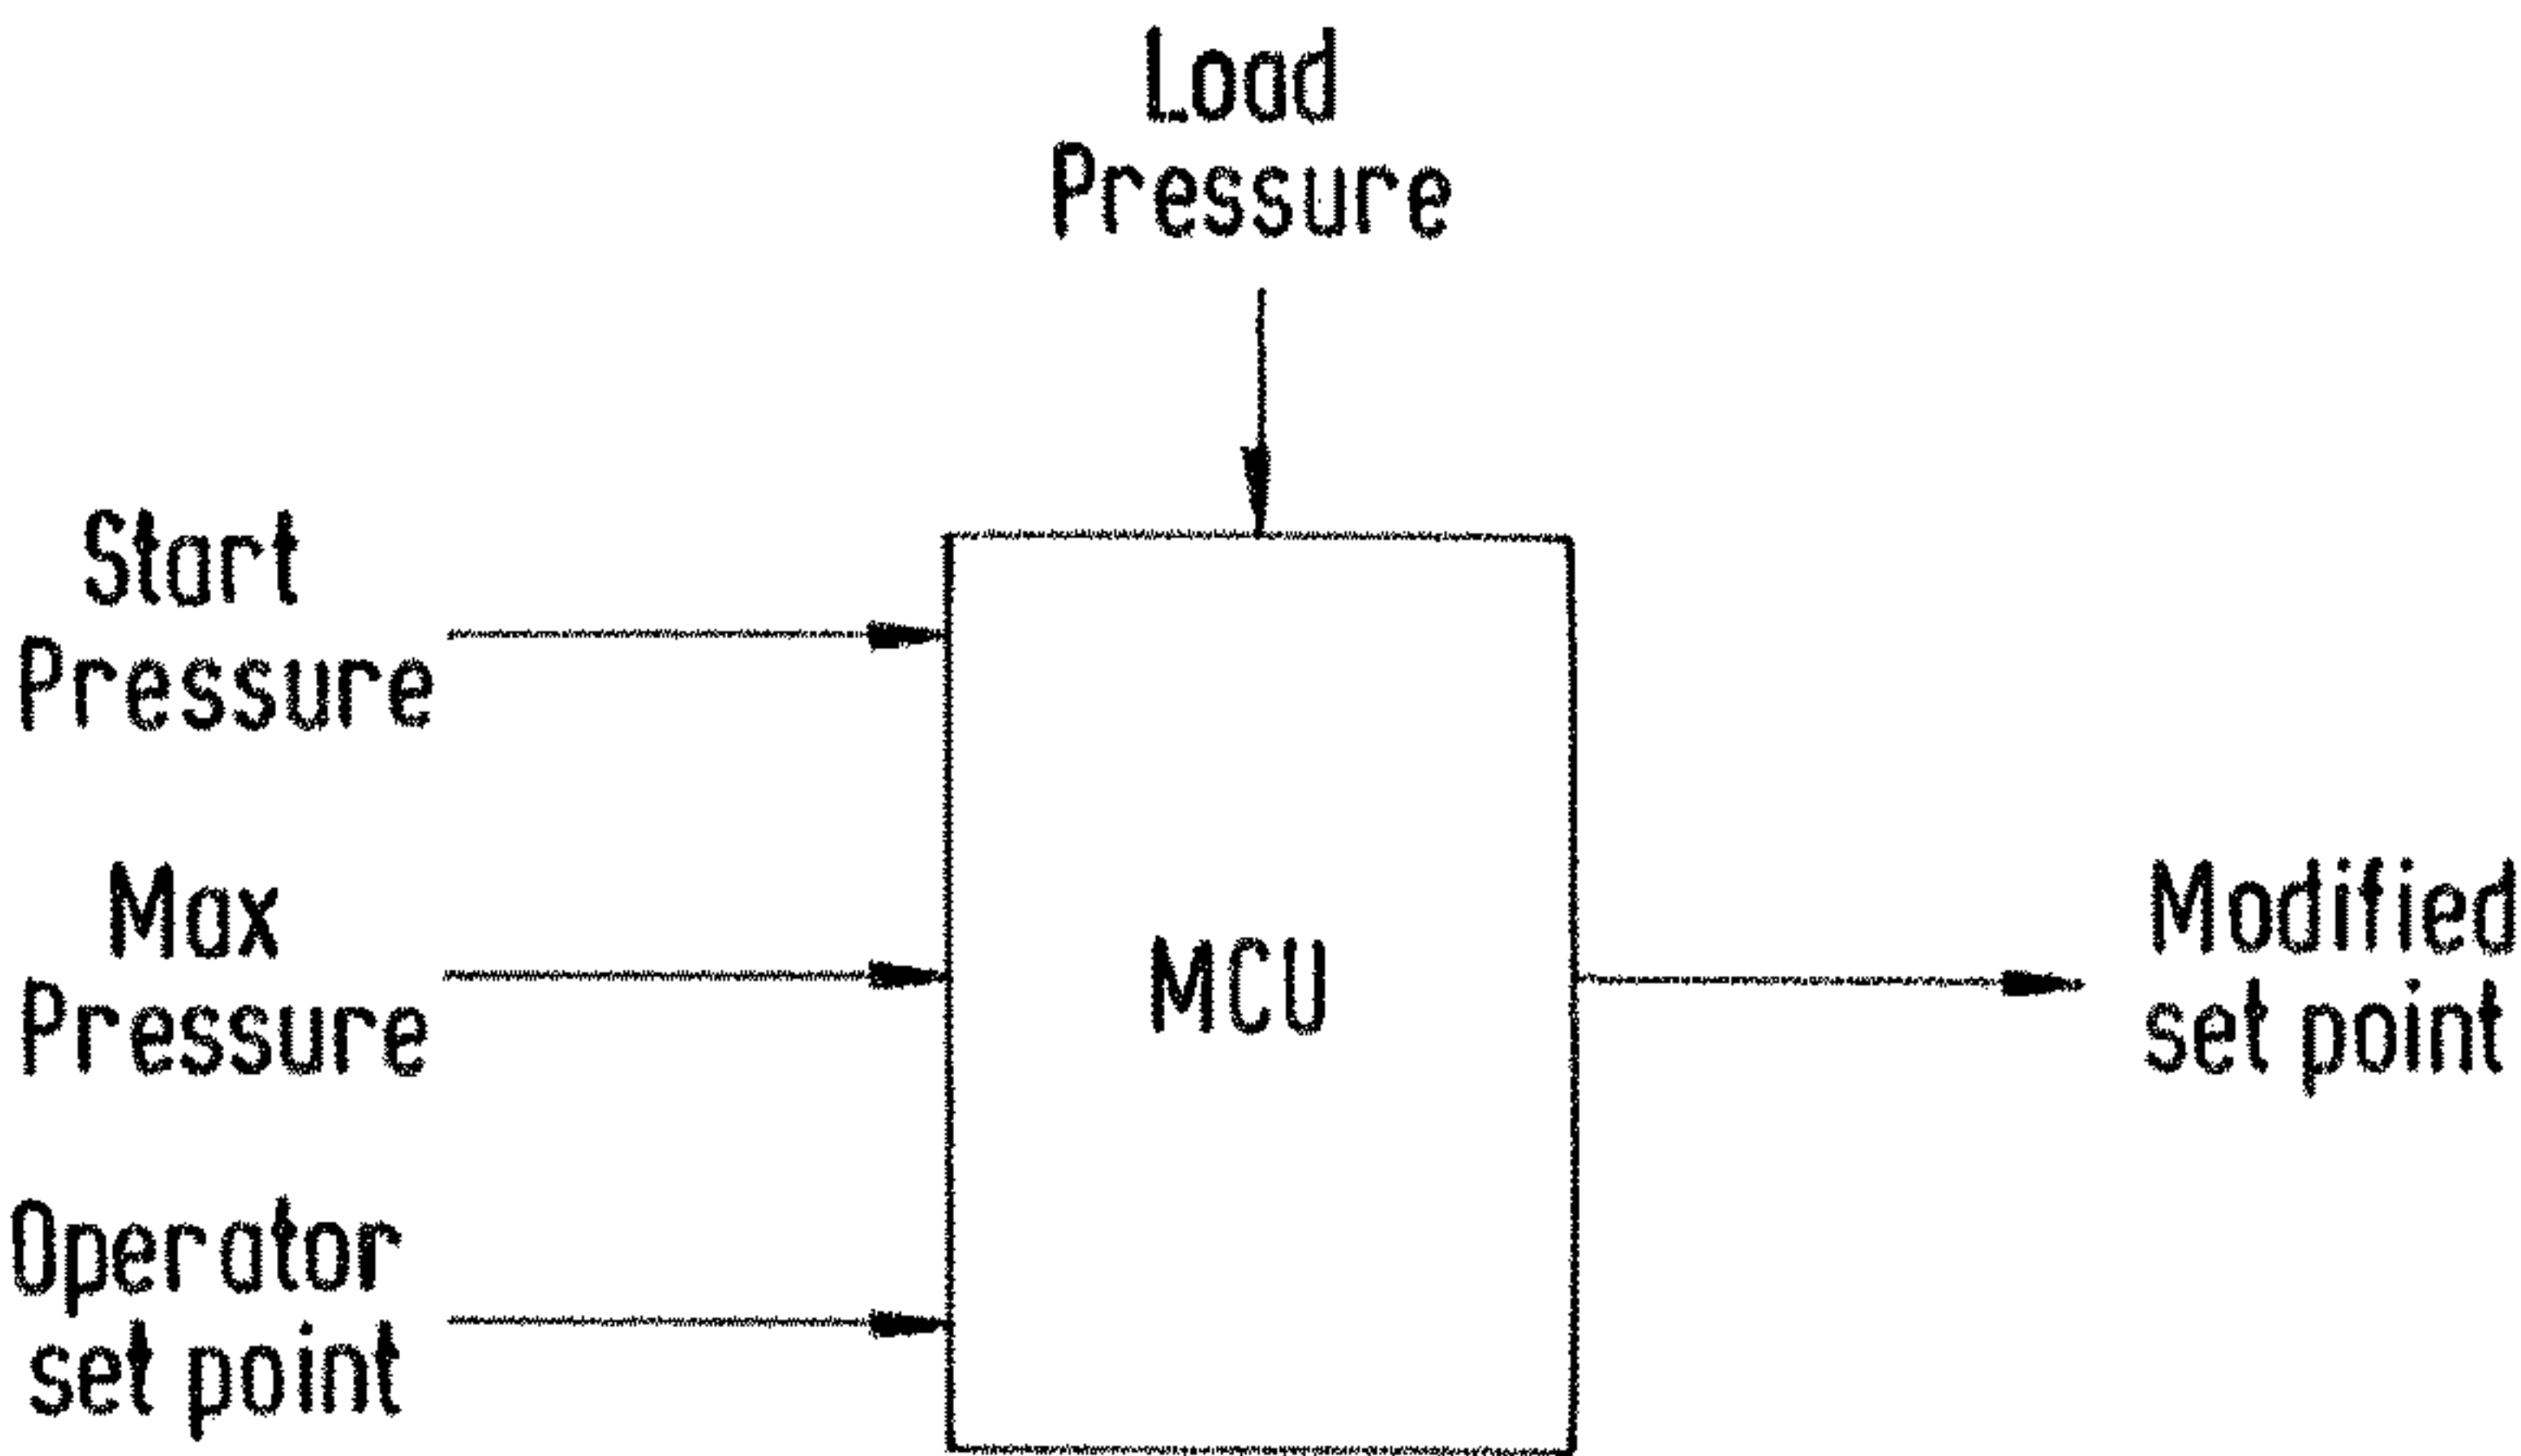 Load
Pressure
Start
Pressure
Max
Pressure
MCU
Modified
set point
Operator
set point